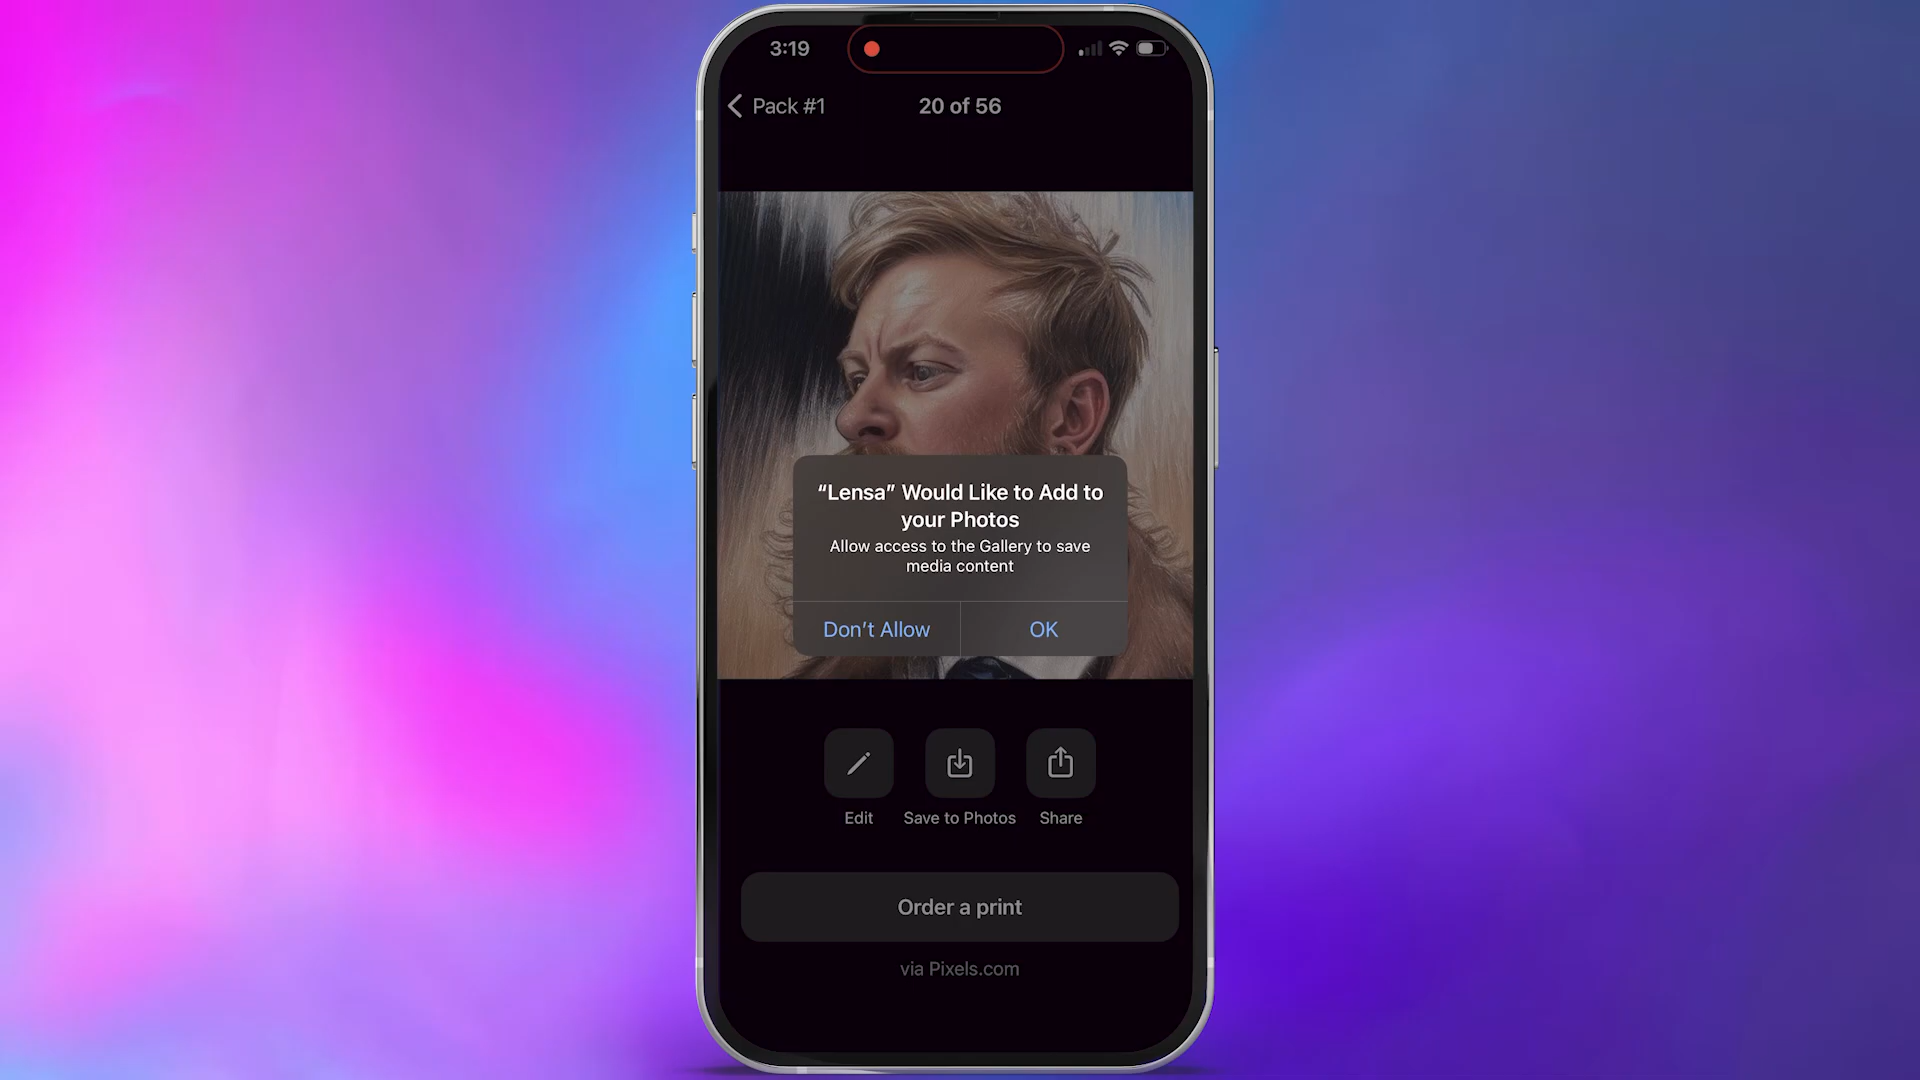 3:19
Pack #1
20 of 56
“Lensa” Would Like to Add to
your Photos
Allow access to the Gallery to save
media content
Don’t Allow
OK
Edit
Save to Photos
Share
Order a print
via Pixels.com